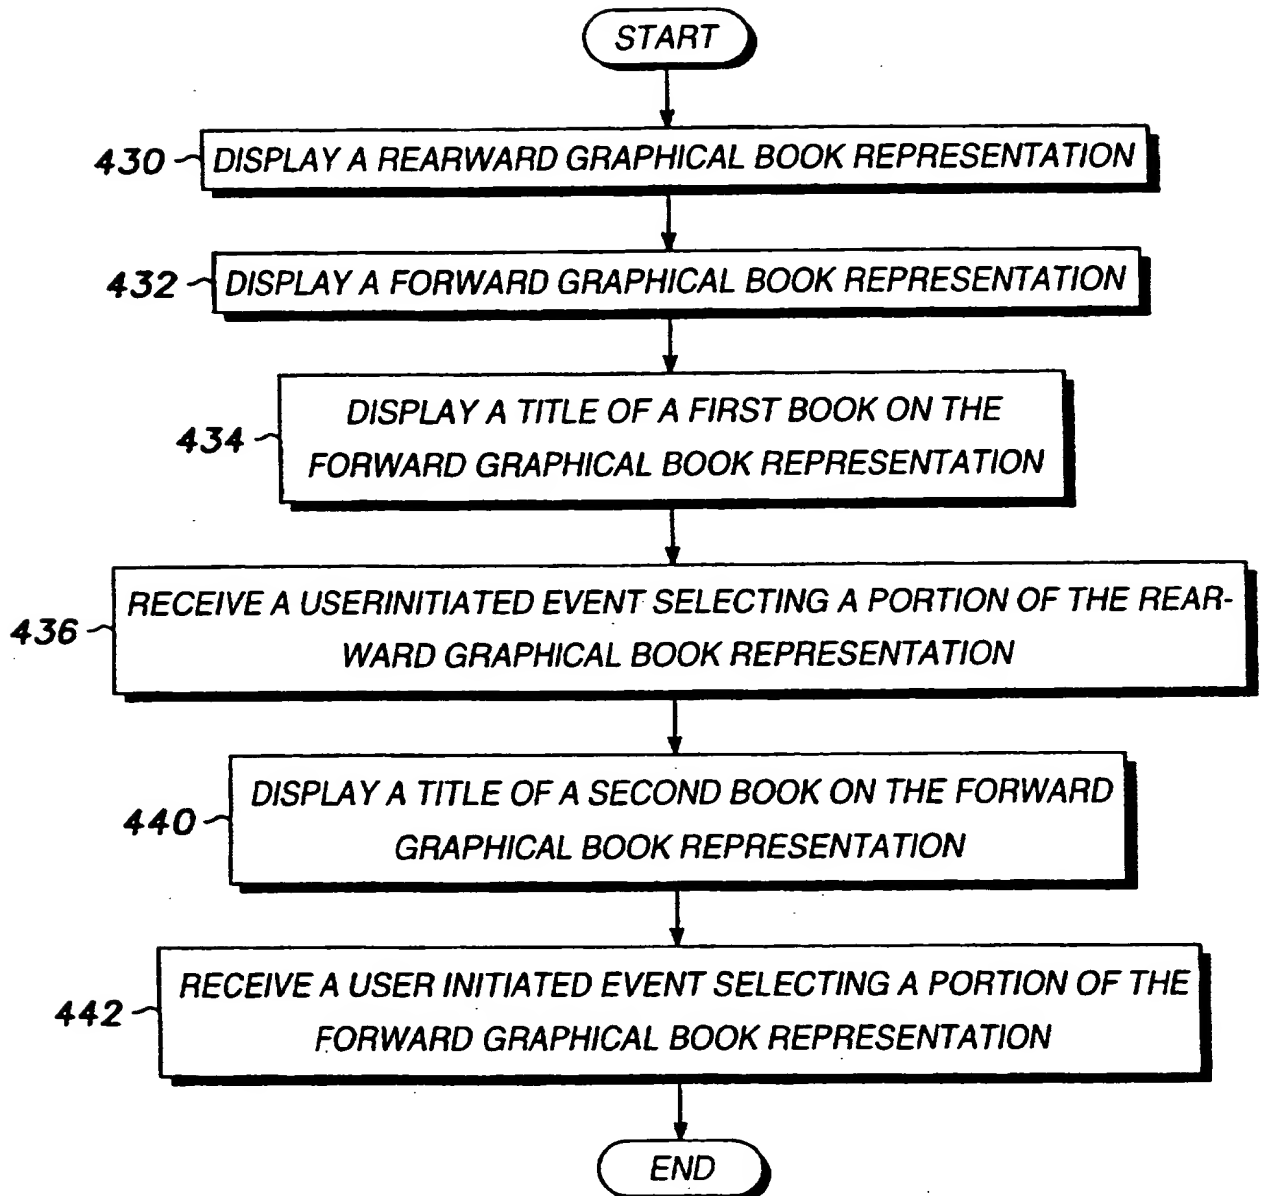 START
430
DISPLAY A REARWARD GRAPHICAL BOOK REPRESENTATION
432
DISPLAY A FORWARD GRAPHICAL BOOK REPRESENTATION
434
DISPLAY A TITLE OF A FIRST BOOK ON THE
FORWARD GRAPHICAL BOOK REPRESENTATION
436
RECEIVE A USERINITIATED EVENT SELECTING A PORTION OF THE REAR-
WARD GRAPHICAL BOOK REPRESENTATION
440
DISPLAY A TITLE OF A SECOND BOOK ON THE FORWARD
GRAPHICAL BOOK REPRESENTATION
442
RECEIVE A USER INITIATED EVENT SELECTING A PORTION OF THE
FORWARD GRAPHICAL BOOK REPRESENTATION
END